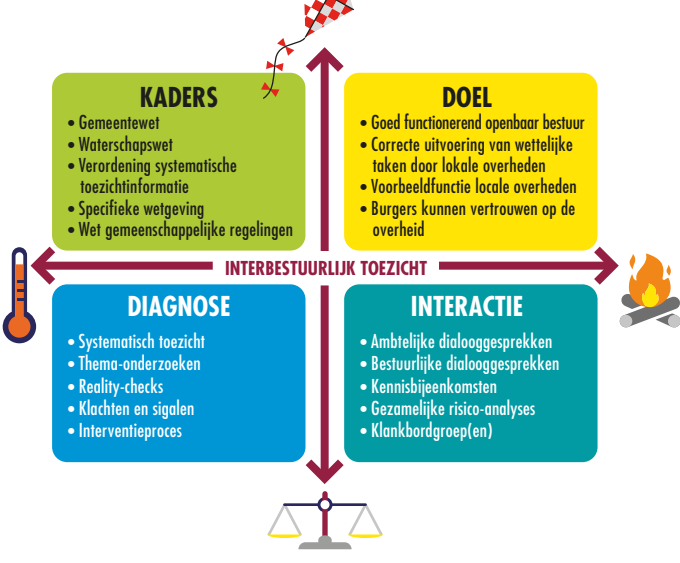 KADERS
• Gemeentewet
• Waterschapswet
• Verordening systematische
toezichtinformatie
• Specifieke wetgeving
• Wet gemeenschappelijke regelingen
DOEL
• Goed functionerend openbaar bestuur
• Correcte uitvoering van wettelijke
taken door lokale overheden
• Voorbeeldfunctie locale overheden
• Burgers kunnen vertrouwen op de
overheid
INTERBESTUURLIJK TOEZICHT
DIAGNOSE
• Systematisch toezicht
• Thema-onderzoeken
• Reality-checks
• Klachten en sigalen
• Interventieproces
INTERACTIE
• Ambtelijke dialooggesprekken
• Bestuurlijke dialooggesprekken
• Kennisbijeenkomsten
• Gezamelijke risico-analyses
• Klankbordgroep(en)